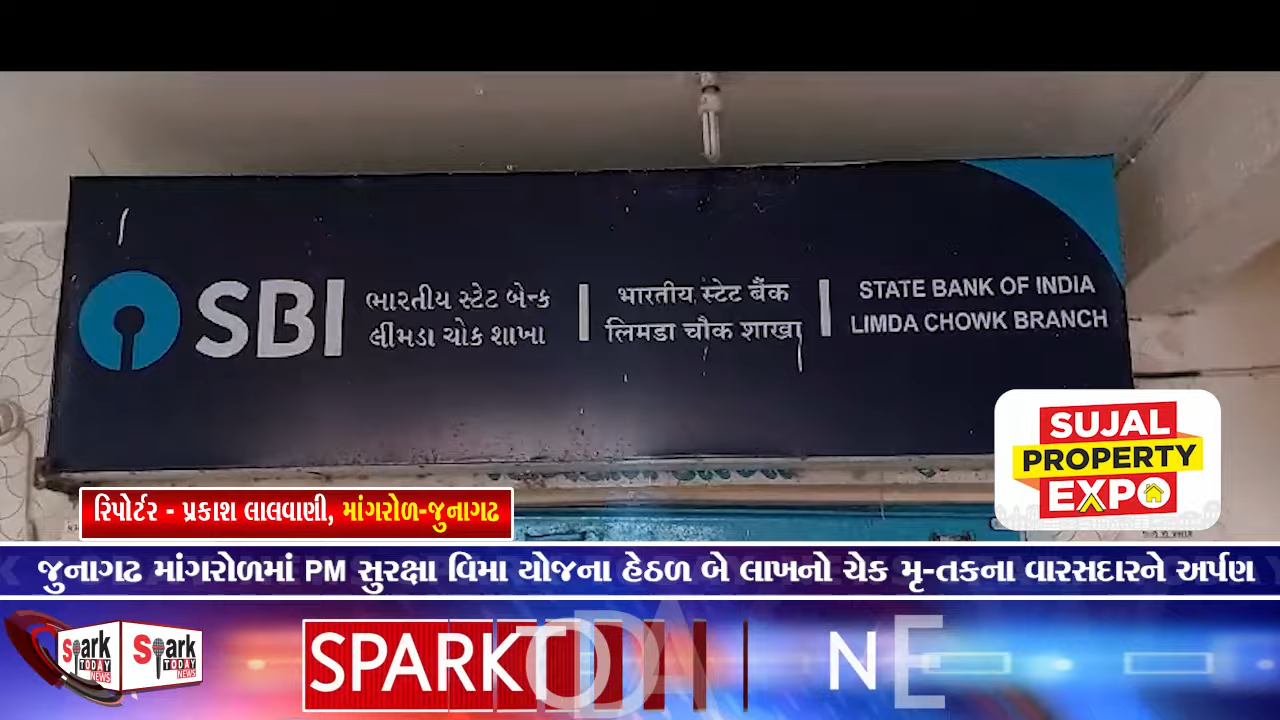 SBI
ભારતીય સ્ટેટ બેન્ક
લીમડા ચોક શાખા
भारतीय स्टेट बैंक
लिमडा चौक शाखा
STATE BANK OF INDIA
LIMDA CHOWK BRANCH
SUJAL
PROPERTY
EXPO
રિપોર્ટર - પ્રકાશ લાલવાણી, માંગરોળ-જુનાગઢ
જુનાગઢ માંગરોળમાં PM સુરક્ષા વિમા યોજના હેઠળ બે લાખનો ચેક મૃ-તકના વારસદારને અર્પણ
Spark
TODAY
NEWS
Spark
TODAY
NEWS
SPARK TODA
NE